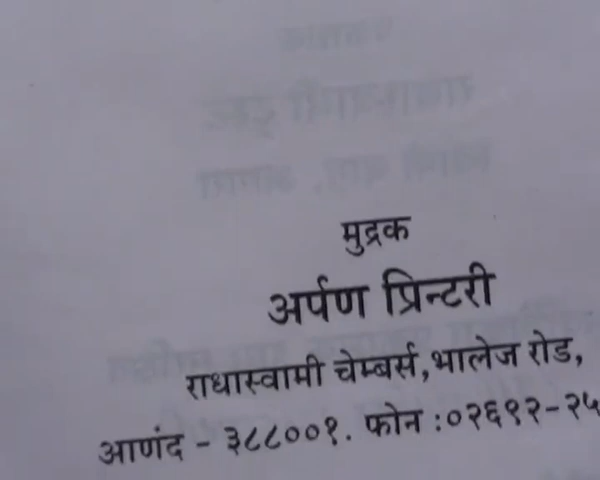 मुद्रक
अर्पण प्रिन्टरी
राधास्वामी चेम्बर्स, भालेज रोड,
आणंद - ३८८००१. फोन : ०२६९२-२५